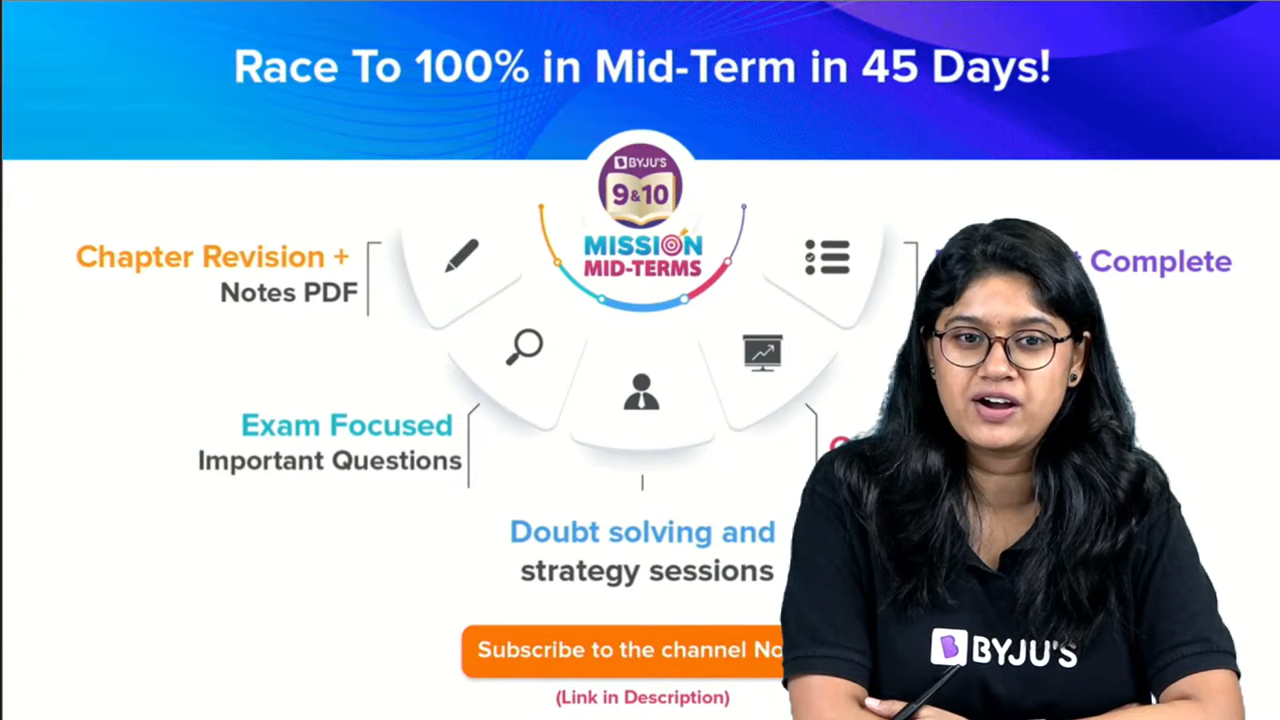 Race To 100% in Mid-Term in 45 Days!
BYJU'S
9&10
MISSION
MID-TERMS
Chapter Revision +
Notes PDF
Complete
Exam Focused
Important Questions
Doubt solving and
strategy sessions
Subscribe to the channel
(Link in Description)
BYJU'S